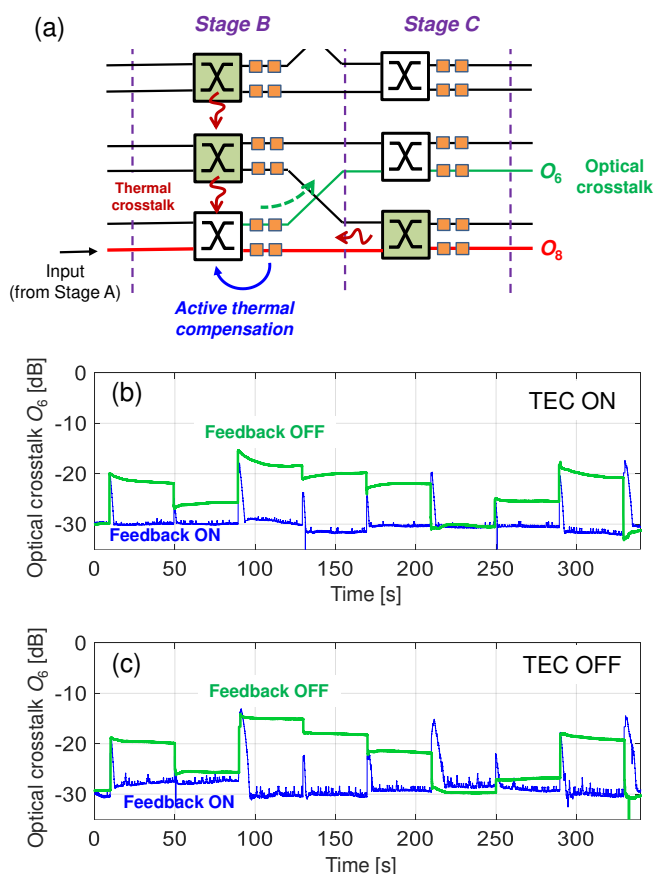 (a)
Stage B
Stage C
Thermal
crosstalk
O6
Optical
crosstalk
O8
Input
(from Stage A)
Active thermal
compensation
Optical crosstalk O6 [dB]
0
-10
-20
-30
(b)
TEC ON
Feedback OFF
Feedback ON
0
50
100
150
200
250
300
Time [s]
Optical crosstalk O6 [dB]
0
-10
-20
-30
(c)
TEC OFF
Feedback OFF
Feedback ON
0
50
100
150
200
250
300
Time [s]